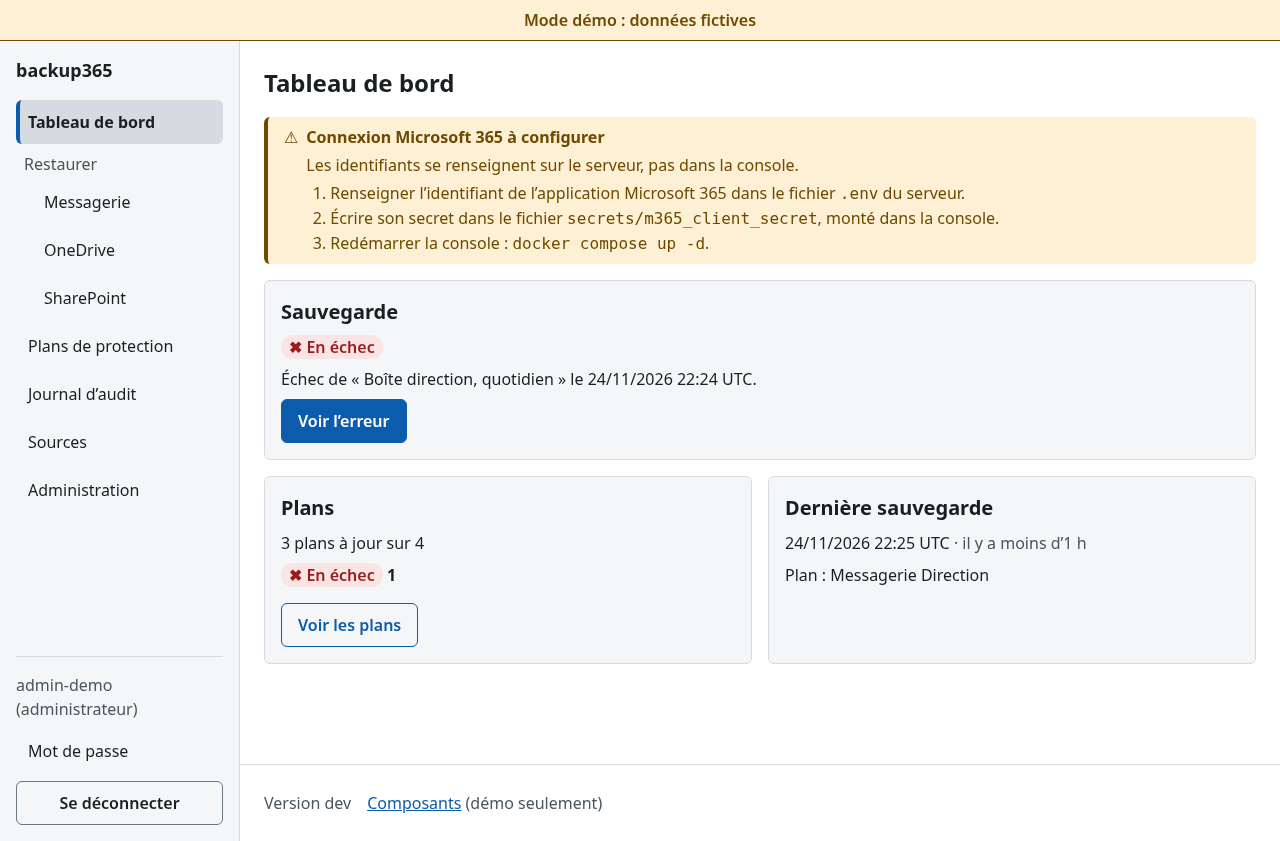 Mode démo : données fictives
backup365
Tableau de bord
Restaurer
Messagerie
OneDrive
SharePoint
Plans de protection
Journal d’audit
Sources
Administration
admin-demo
(administrateur)
Mot de passe
Se déconnecter
Tableau de bord
⚠ Connexion Microsoft 365 à configurer
Les identifiants se renseignent sur le serveur, pas dans la console.
1. Renseigner l’identifiant de l’application Microsoft 365 dans le fichier .env du serveur.
2. Écrire son secret dans le fichier secrets/m365_client_secret, monté dans la console.
3. Redémarrer la console : docker compose up -d.
Sauvegarde
✖ En échec
Échec de « Boîte direction, quotidien » le 24/11/2026 22:24 UTC.
Voir l’erreur
Plans
3 plans à jour sur 4
✖ En échec 1
Voir les plans
Dernière sauvegarde
24/11/2026 22:25 UTC · il y a moins d’1 h
Plan : Messagerie Direction
Version dev Composants (démo seulement)